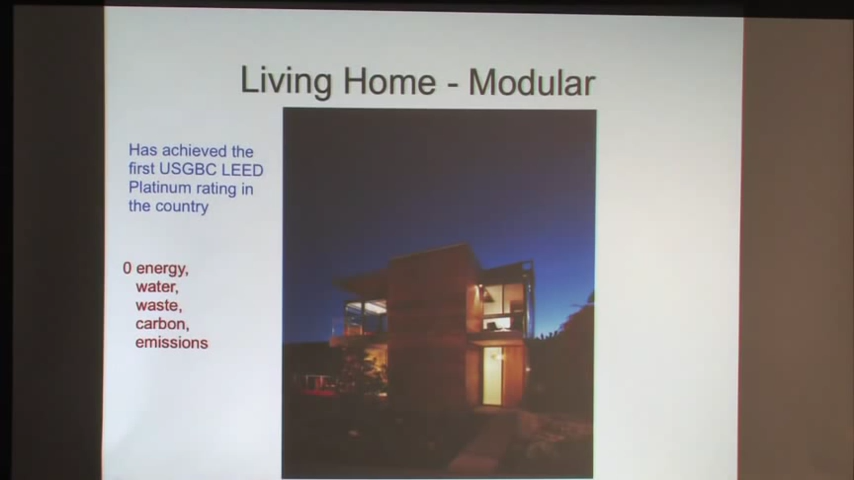 Living Home - Modular
Has achieved the
first USGBC LEED
Platinum rating in
the country
0 energy,
water,
waste,
carbon,
emissions